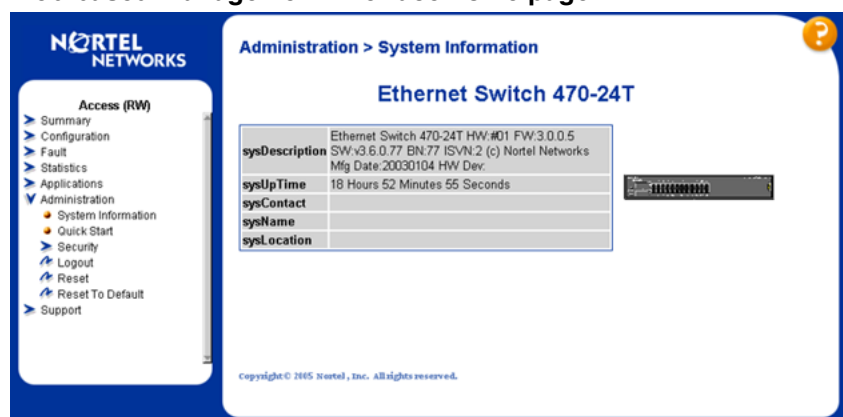 NORTEL
NETWORKS
Access (RW)
Summary
Configuration
Fault
Statistics
Applications
Administration
System Information
Quick Start
Security
Logout
Reset
Reset To Default
Support
Administration > System Information
?
Ethernet Switch 470-24T
sysDescription
Ethernet Switch 470-24T HW:#01 FW:3.0.0.5
SW:v3.6.0.77 BN:77 ISVN:2 (c) Nortel Networks
Mfg Date:20030104 HW Dev:
sysUpTime 18 Hours 52 Minutes 55 Seconds
sysContact
sysName
sysLocation
Copyright © 2005 Nortel, Inc. All rights reserved.